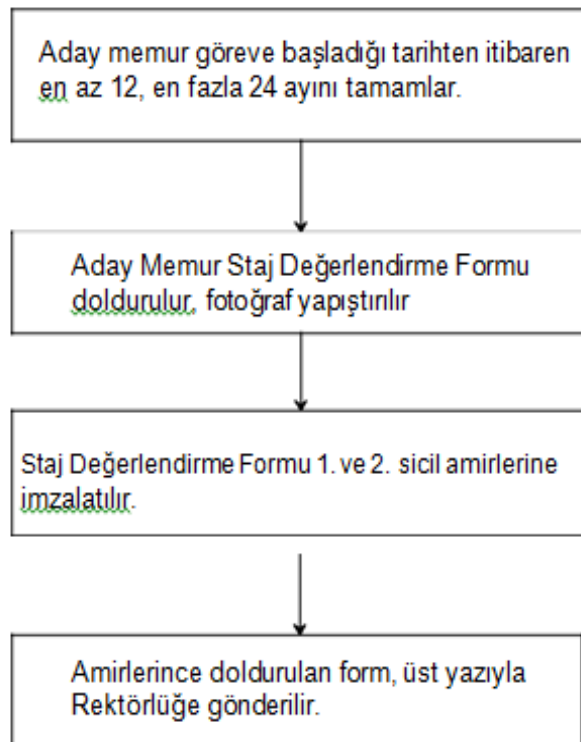 Aday memur göreve başladığı tarihten itibaren
en az 12, en fazla 24 ayını tamamlar.
Aday Memur Staj Değerlendirme Formu
doldurulur, fotoğraf yapıştırılır
Staj Değerlendirme Formu 1. ve 2. sicil amirlerine
imzalatılır.
Amirlerince doldurulan form, üst yazıyla
Rektörlüğe gönderilir.